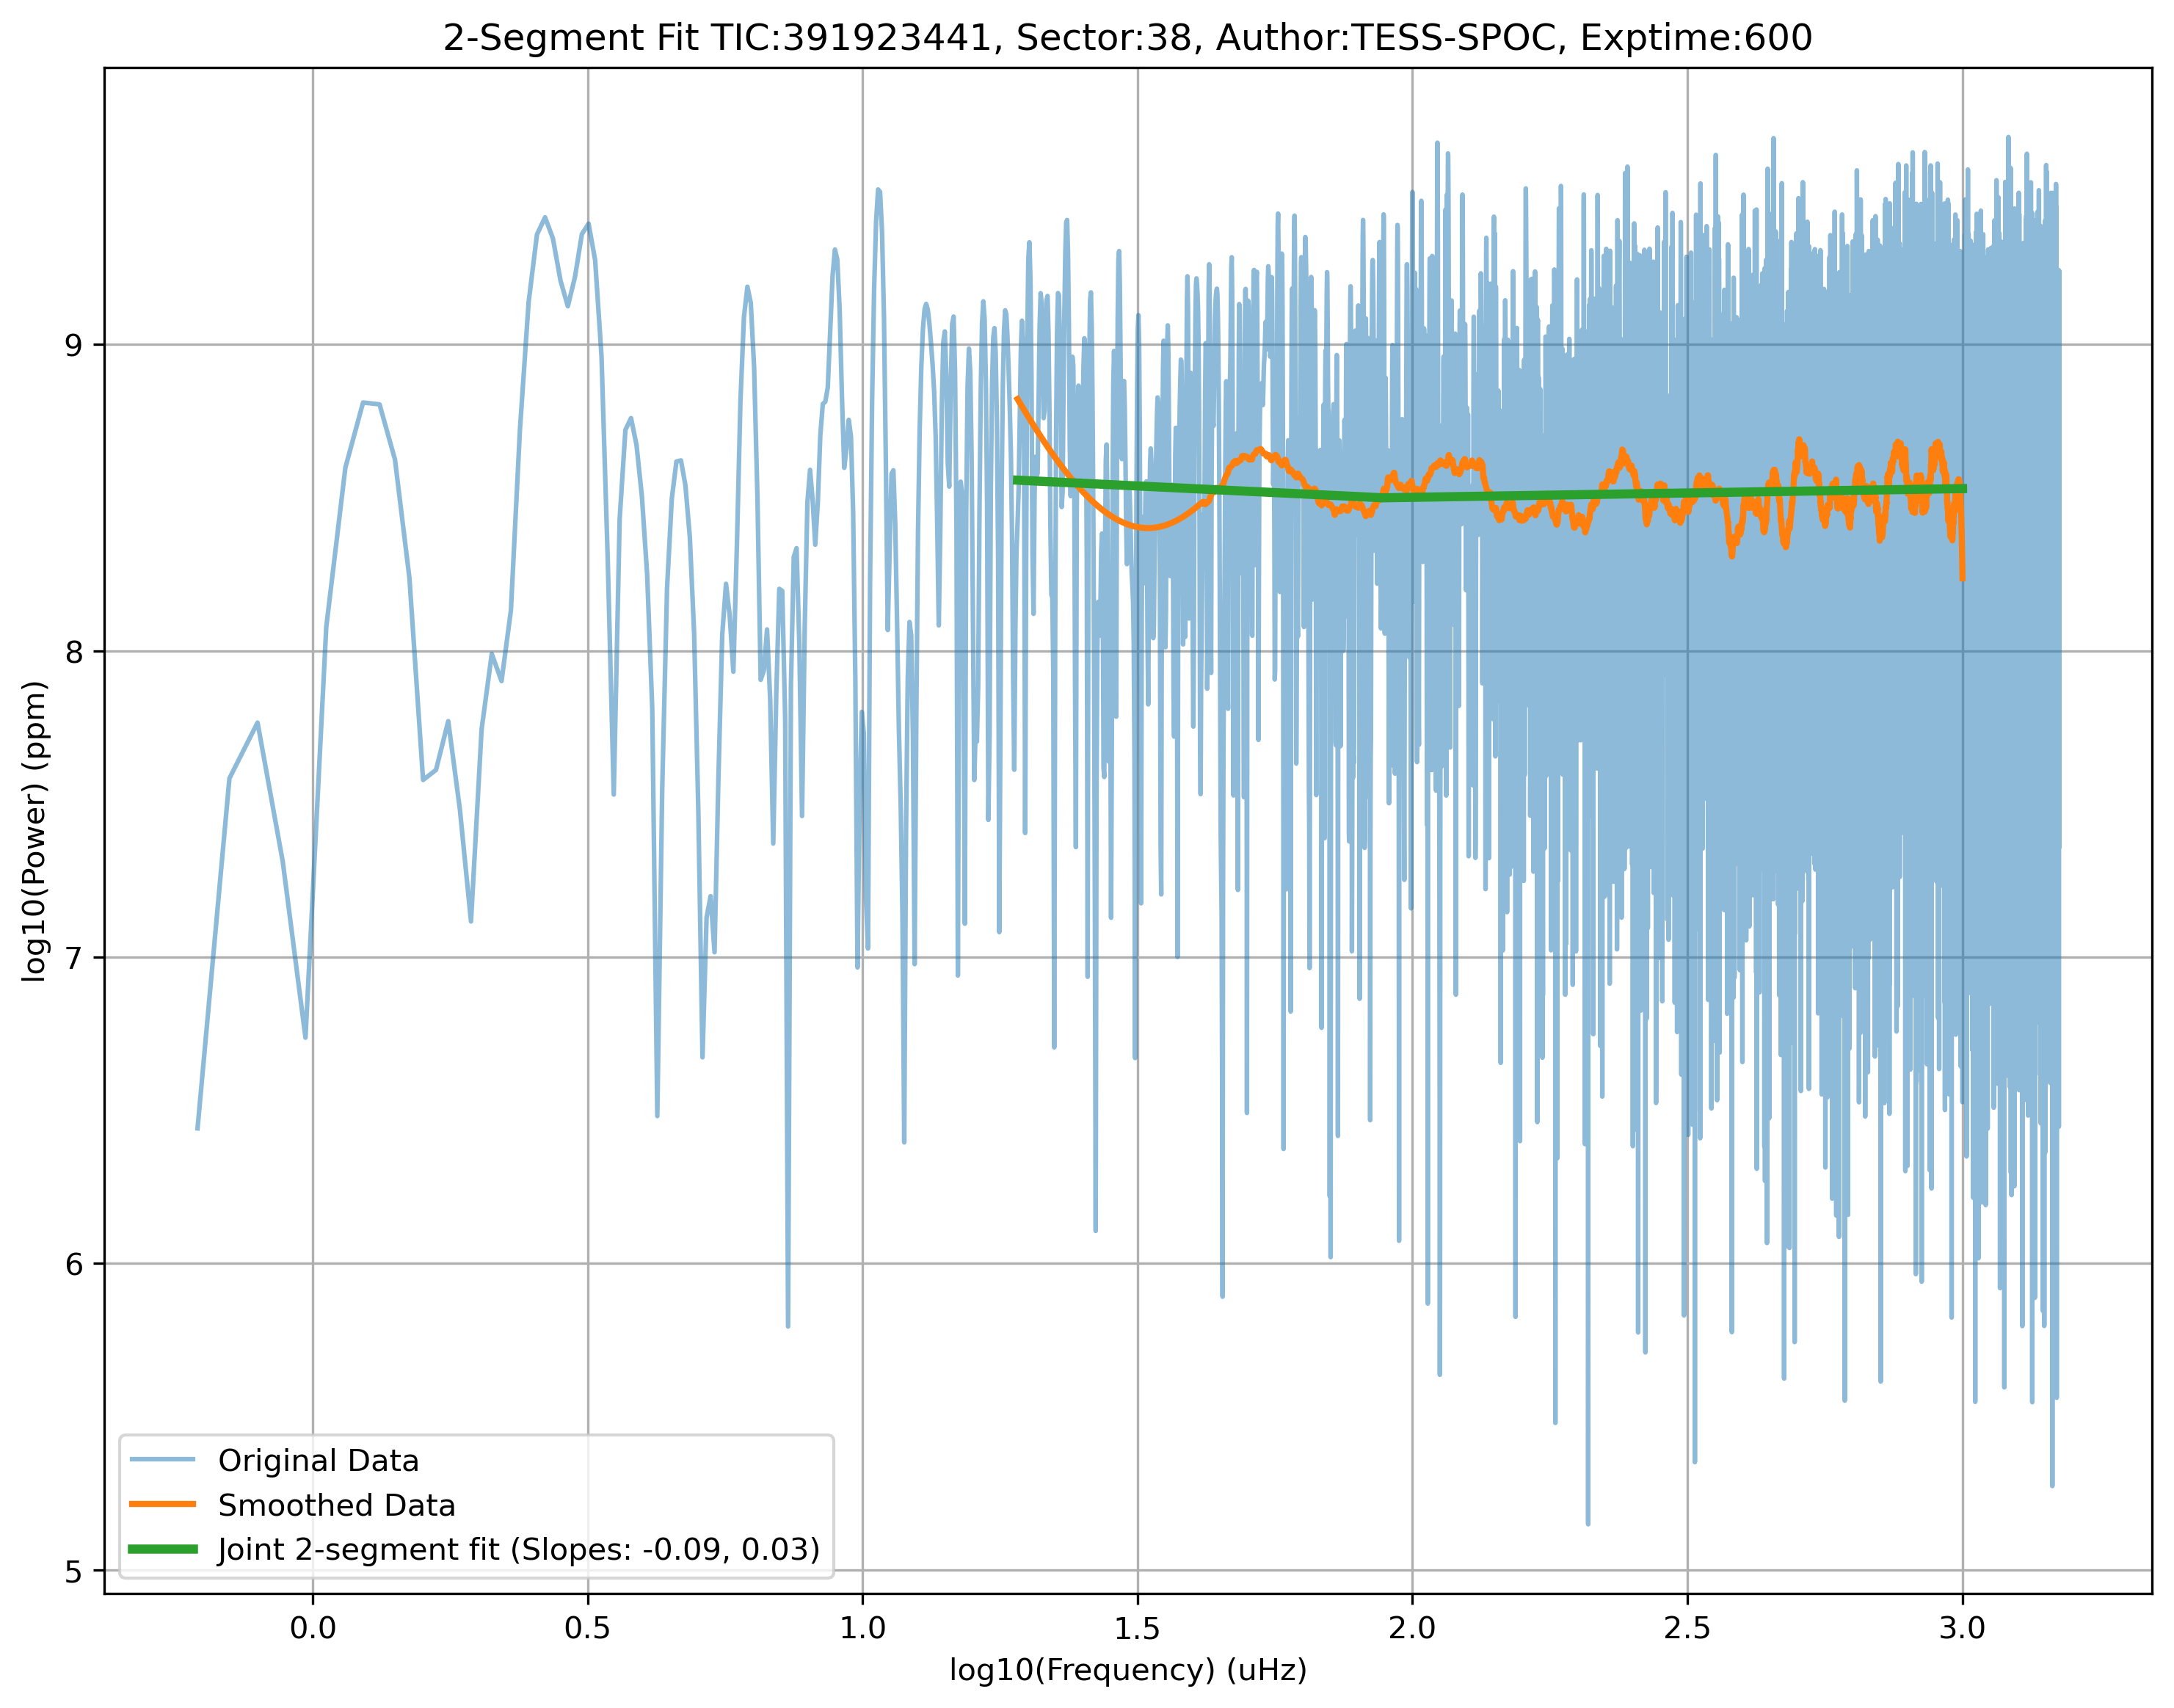 2-Segment Fit TIC:391923441, Sector:38, Author:TESS-SPOC, Exptime:600
log10(Power) (ppm)
9
8
7
6
5
Original Data
Smoothed Data
Joint 2-segment fit (Slopes: -0.09, 0.03)
0.0 0.5 1.0 1.5 2.0 2.5 3.0
log10(Frequency) (uHz)